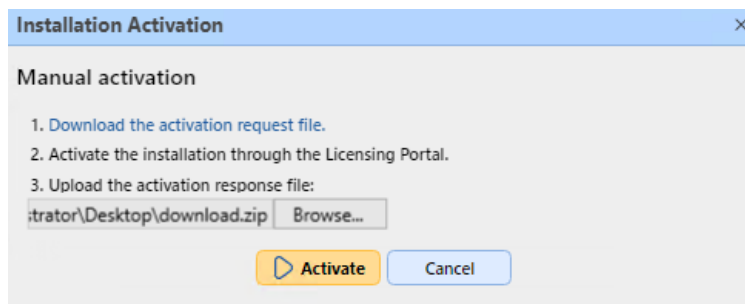 Installation Activation
Manual activation
1. Download the activation request file.
2. Activate the installation through the Licensing Portal.
3. Upload the activation response file:
strator\Desktop\download.zip Browse...
Activate Cancel